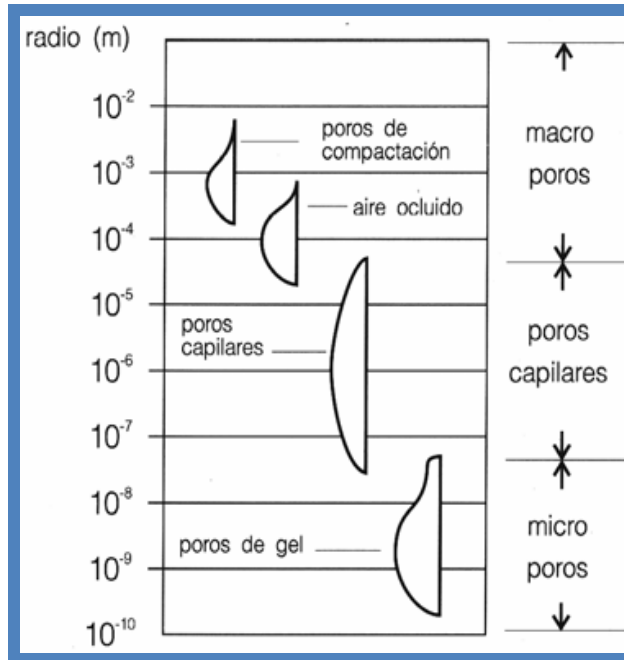 radio (m)
10⁻²
10⁻³
10⁻⁴
10⁻⁵
10⁻⁶
10⁻⁷
10⁻⁸
10⁻⁹
10⁻¹⁰
poros de
compactación
aire ocluido
poros
capilares
poros de gel
macro
poros
poros
capilares
micro
poros